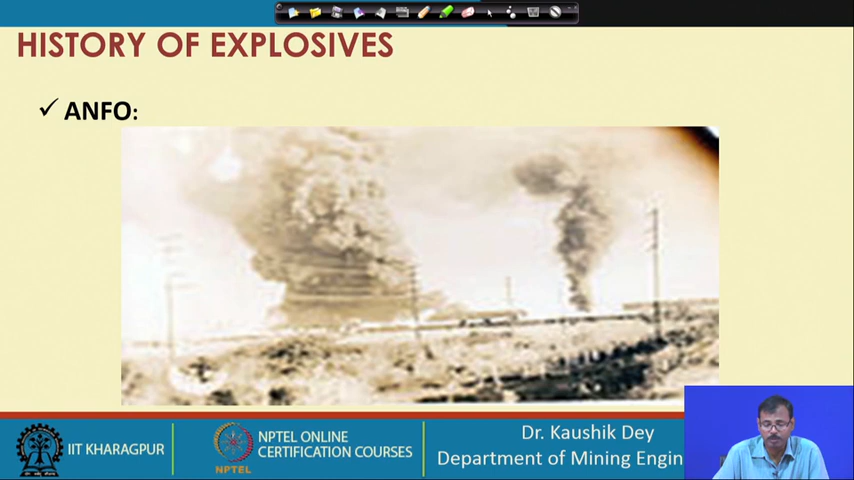 HISTORY OF EXPLOSIVES
✓ ANFO:
IIT KHARAGPUR
NPTEL
NPTEL ONLINE
CERTIFICATION COURSES
Dr. Kaushik Dey
Department of Mining Engin